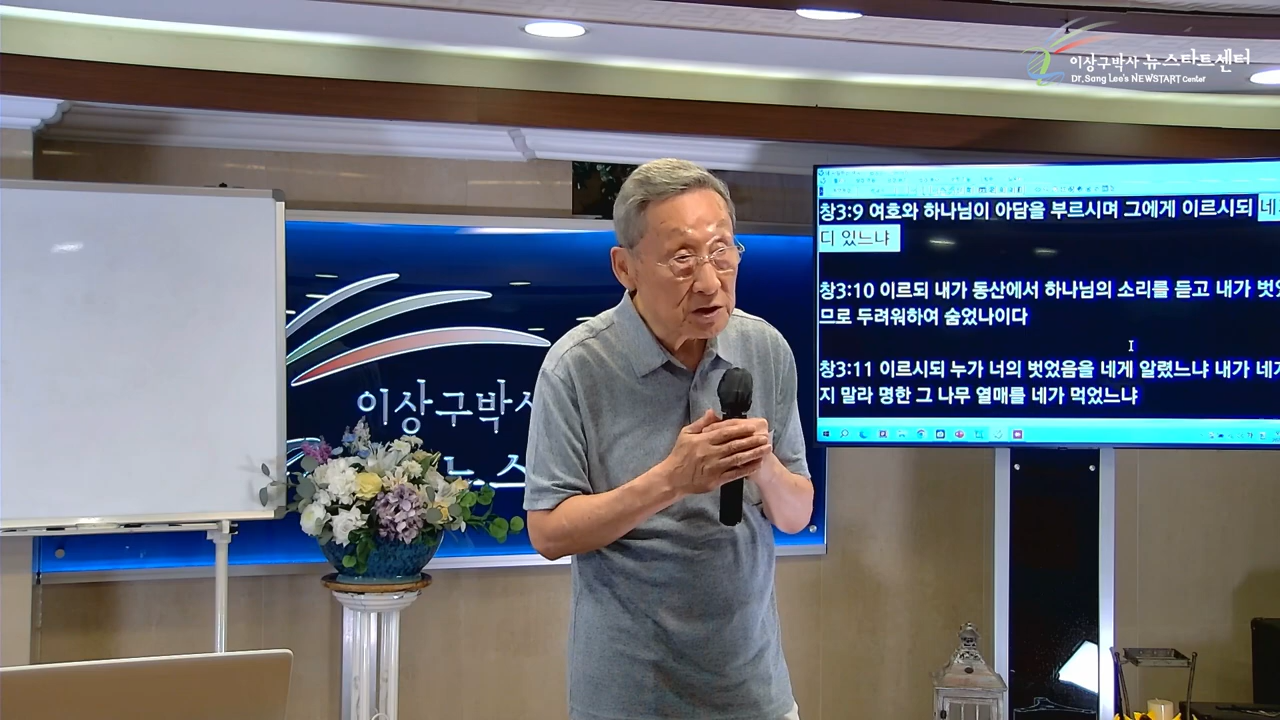 이상구박사 뉴스타트센터
Dr. Sang Lee's NEWSTART Center
창3:9 여호와 하나님이 아담을 부르시며 그에게 이르시되 네
디 있느냐
창3:10 이르되 내가 동산에서 하나님의 소리를 듣고 내가 벗었
므로 두려워하여 숨었나이다
창3:11 이르시되 누가 너의 벗었음을 네게 알렸느냐 내가 네게
지 말라 명한 그 나무 열매를 네가 먹었느냐
이상구박사
뉴스